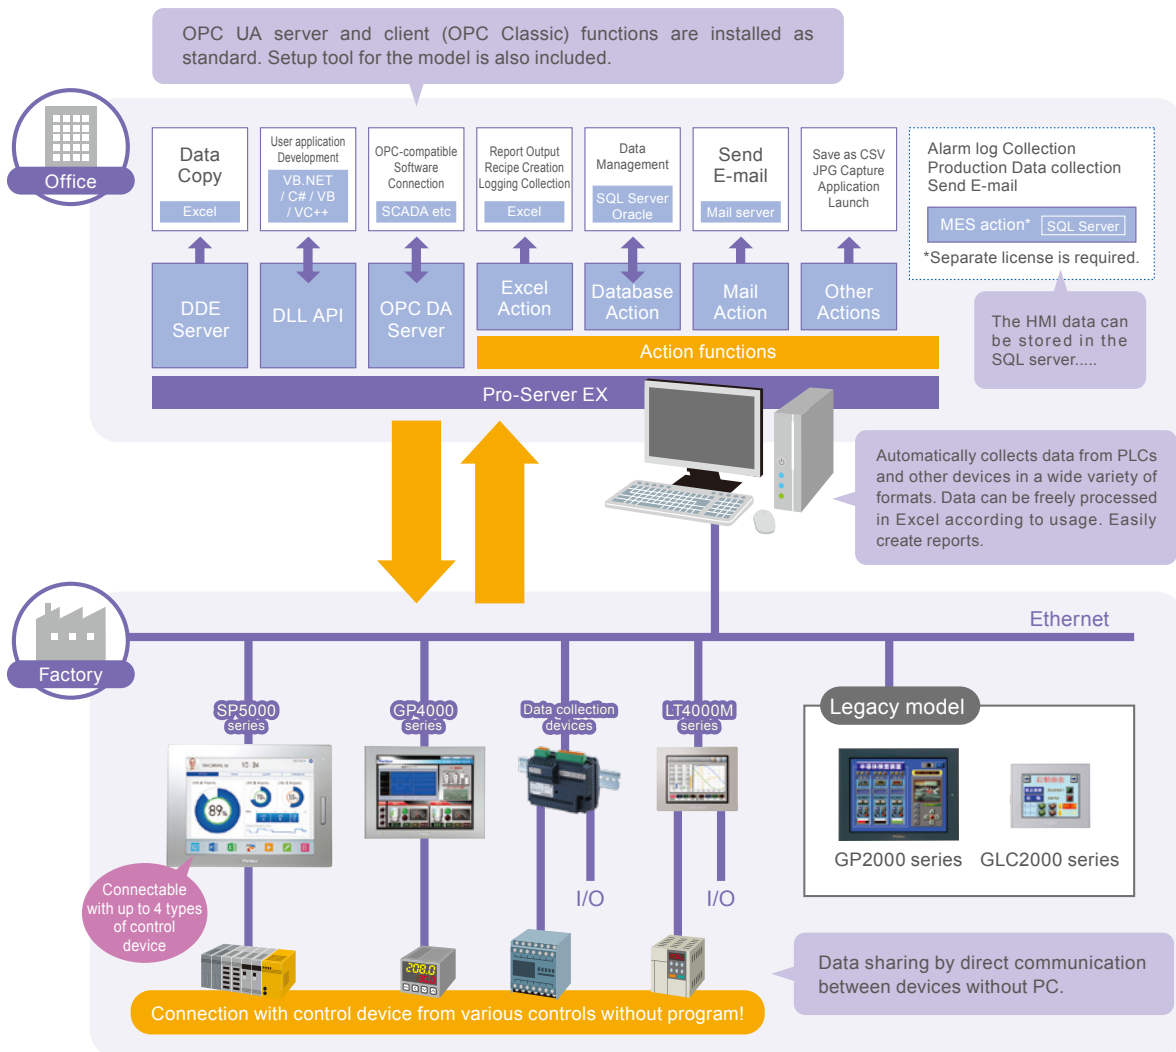 OPC UA server and client (OPC Classic) functions are installed as
standard. Setup tool for the model is also included.
Office
Data
Copy
Excel
User application
Development
VB.NET
/ C# / VB
/ VC++
OPC-compatible
Software
Connection
SCADA etc
Report Output
Recipe Creation
Logging Collection
Excel
Data
Management
SQL Server
Oracle
Send
E-mail
Mail server
Save as CSV
JPG Capture
Application
Launch
Alarm log Collection
Production Data collection
Send E-mail
MES action* SQL Server
*Separate license is required.
The HMI data can
be stored in the
SQL server.....
DDE
Server
DLL API
OPC DA
Server
Excel
Action
Database
Action
Mail
Action
Other
Actions
Action functions
Pro-Server EX
Automatically collects data from PLCs
and other devices in a wide variety of
formats. Data can be freely processed
in Excel according to usage. Easily
create reports.
Factory
Ethernet
SP5000
series
GP4000
series
Data collection
devices
LT4000M
series
Legacy model
10:24
89%
GP2000 series
GLC2000 series
Connectable
with up to 4 types
of control
device
I/O
I/O
208.0
Data sharing by direct communication
between devices without PC.
Connection with control device from various controls without program!